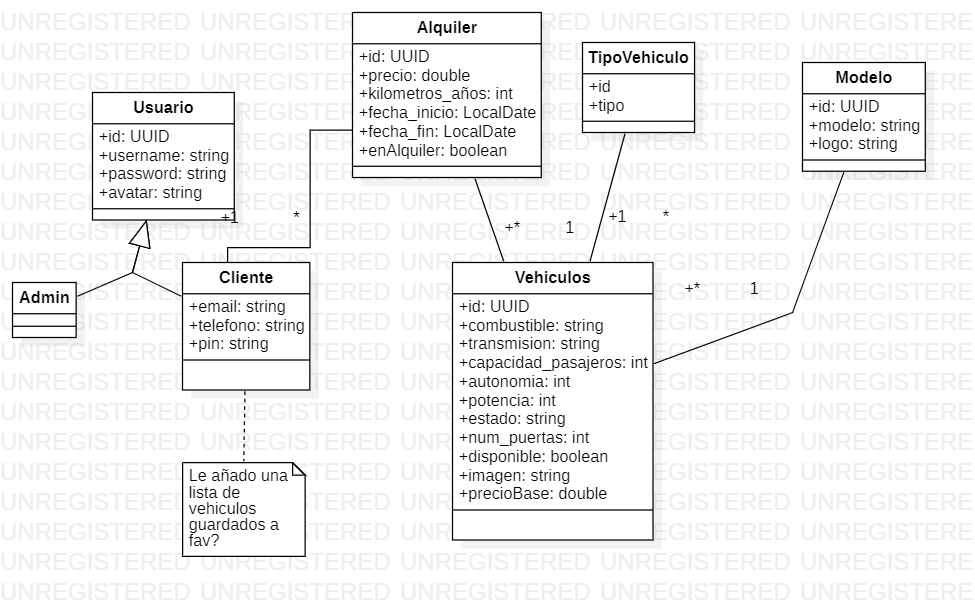 UNREGISTERED
Alquiler
+id: UUID
+precio: double
+kilometros_años: int
+fecha_inicio: LocalDate
+fecha_fin: LocalDate
+enAlquiler: boolean
TipoVehiculo
+id
+tipo
Modelo
+id: UUID
+modelo: string
+logo: string
Usuario
+id: UUID
+username: string
+password: string
+avatar: string
+1
*
+*
1
+1
*
+*
1
Admin
Cliente
+email: string
+telefono: string
+pin: string
Vehiculos
+id: UUID
+combustible: string
+transmision: string
+capacidad_pasajeros: int
+autonomia: int
+potencia: int
+estado: string
+num_puertas: int
+disponible: boolean
+imagen: string
+precioBase: double
Le añado una
lista de
vehiculos
guardados a
fav?